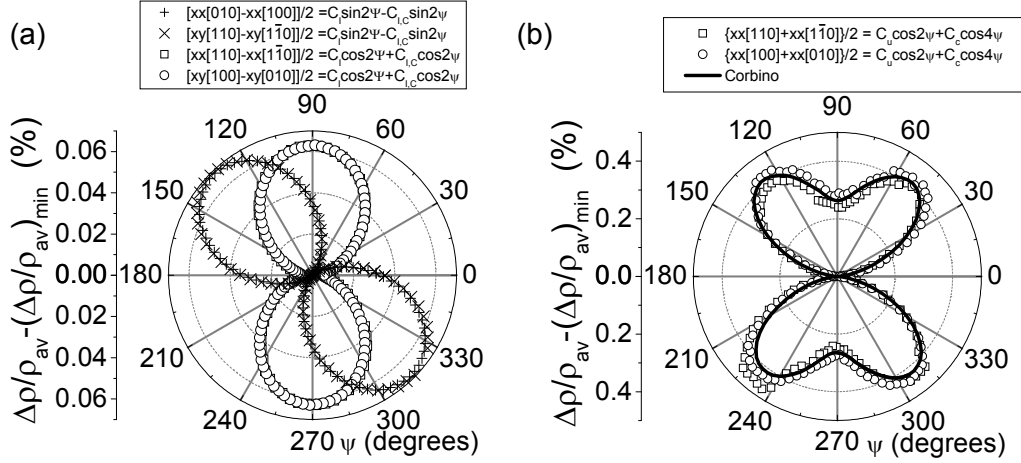 (a)
+ [xx[010]-xx[100]]/2 =C_I sin2Ψ-C_I,C sin2ψ
× [xy[110]-xy[11̄0]]/2 =C_I sin2Ψ-C_I,C sin2ψ
□ [xx[110]-xx[11̄0]]/2 =C_I cos2Ψ+C_I,C cos2ψ
○ [xy[100]-xy[010]]/2 =C_I cos2Ψ+C_I,C cos2ψ
Δρ/ρ_av-(Δρ/ρ_av)_min (%)
0.06
0.04
0.02
0.00
0.02
0.04
0.06
90
120
60
150
30
180
0
210
330
240
300
270
ψ (degrees)
(b)
□ {xx[110]+xx[11̄0]}/2 = C_u cos2ψ+C_c cos4ψ
○ {xx[100]+xx[010]}/2 = C_u cos2ψ+C_c cos4ψ
Corbino
Δρ/ρ_av-(Δρ/ρ_av)_min (%)
0.4
0.2
0.0
0.2
0.4
90
120
60
150
30
180
0
210
330
240
300
270
ψ (degrees)